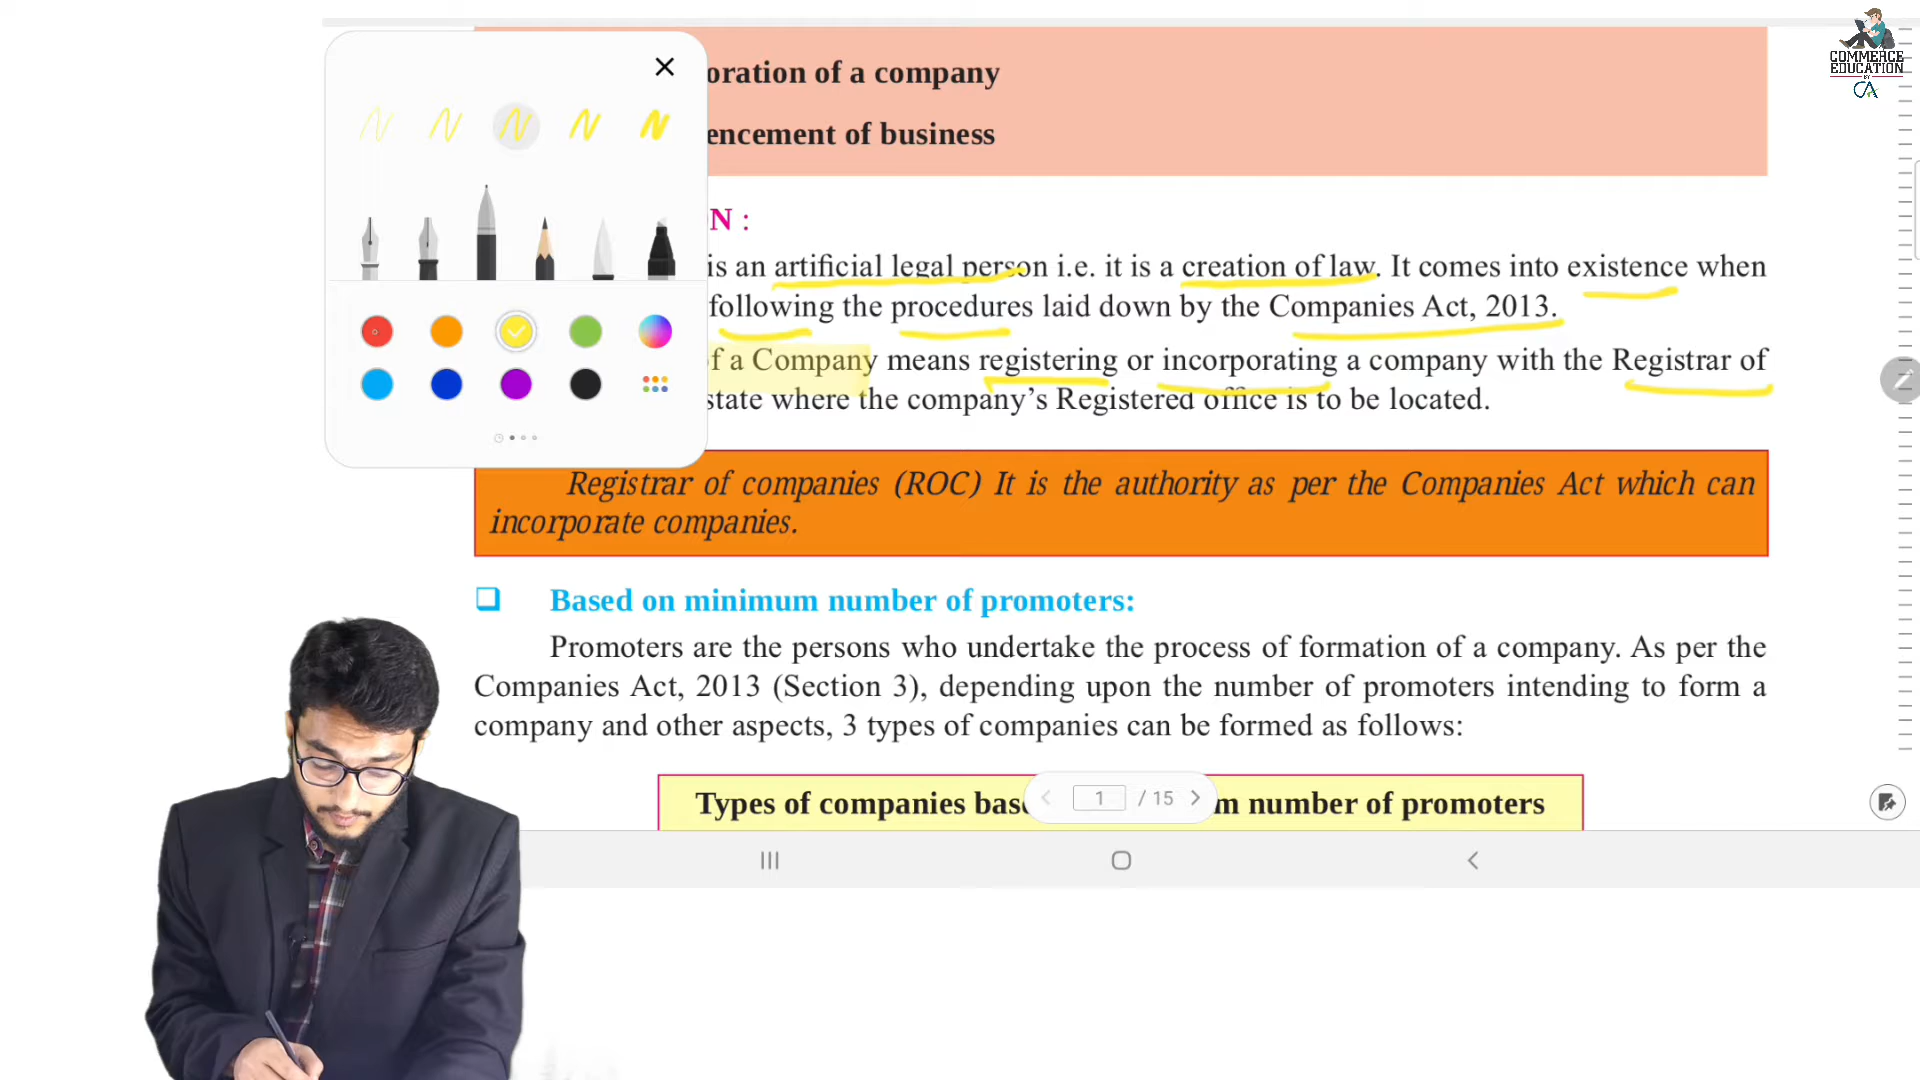 oration of a company
COMMERCE
EDUCATION
BY
CA
encement of business
N :
is an artificial legal person i.e. it is a creation of law. It comes into existence when
following the procedures laid down by the Companies Act, 2013.
of a Company means registering or incorporating a company with the Registrar of
state where the company’s Registered office is to be located.
Registrar of companies (ROC) It is the authority as per the Companies Act which can
incorporate companies.
Based on minimum number of promoters:
Promoters are the persons who undertake the process of formation of a company. As per the
Companies Act, 2013 (Section 3), depending upon the number of promoters intending to form a
company and other aspects, 3 types of companies can be formed as follows:
Types of companies bas m number of promoters
1 / 15